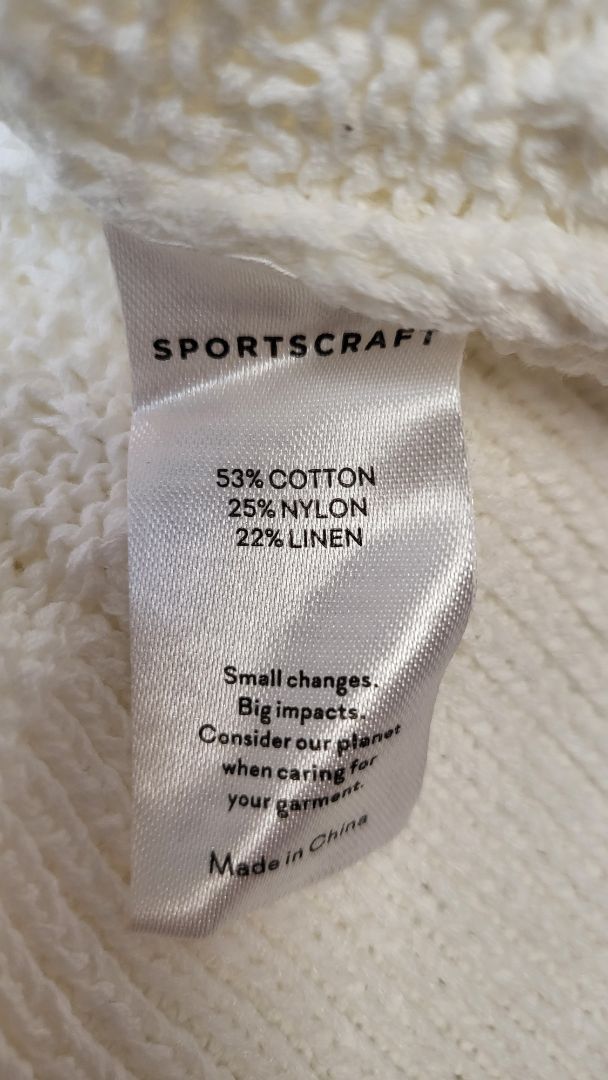 SPORTSCRAFT
53% COTTON
25% NYLON
22% LINEN
Small changes.
Big impacts.
Consider our planet
when caring for
your garment.
Made in China